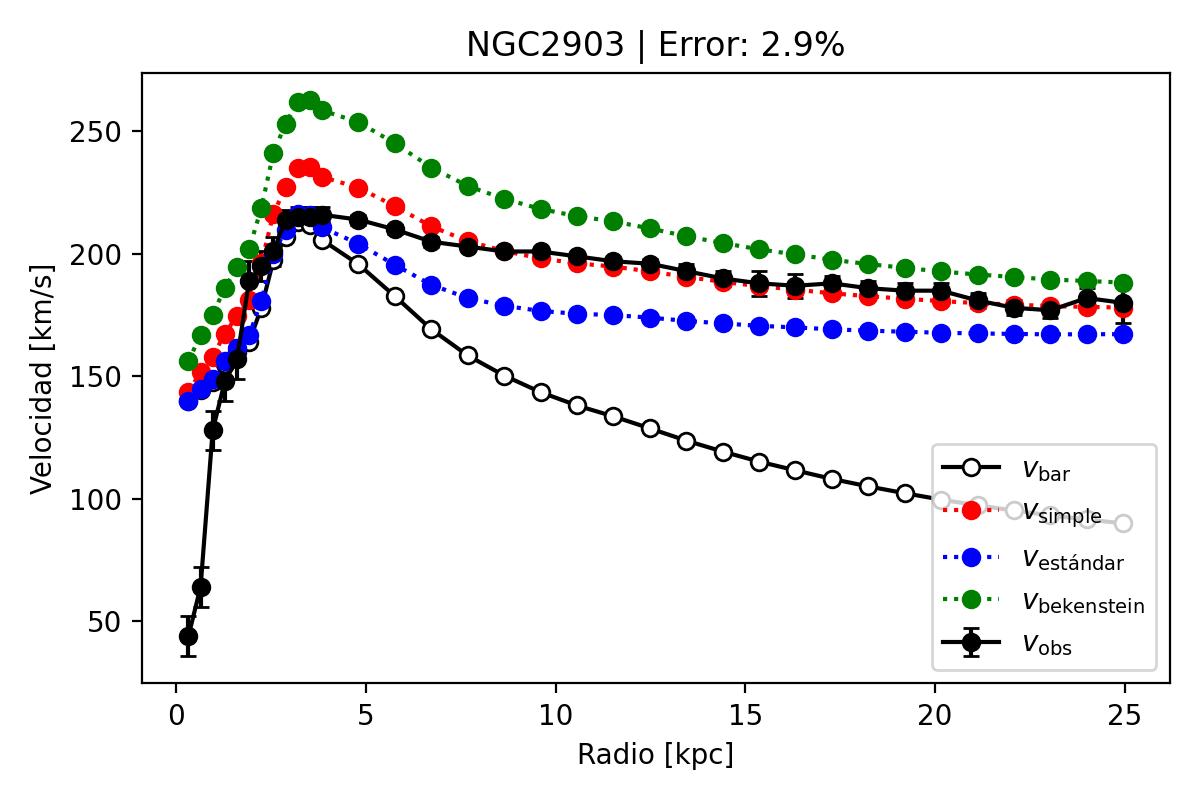 NGC2903 | Error: 2.9%
Velocidad [km/s]
250
200
150
100
50
0
5
10
15
20
25
Radio [kpc]
v_bar
v_simple
v_estándar
v_bekenstein
v_obs